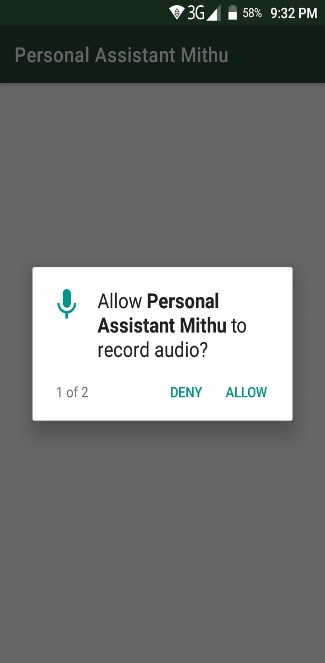 3G 58% 9:32 PM
Personal Assistant Mithu
Allow Personal
Assistant Mithu to
record audio?
1 of 2 DENY ALLOW